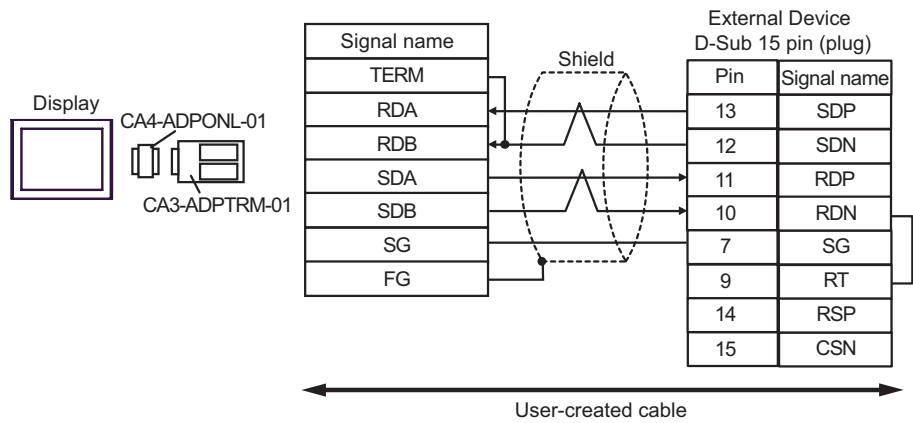 External Device
D-Sub 15 pin (plug)
Display
CA4-ADPONL-01
CA3-ADPTRM-01
Signal name
TERM
RDA
RDB
SDA
SDB
SG
FG
Shield
Pin Signal name
13 SDP
12 SDN
11 RDP
10 RDN
7 SG
9 RT
14 RSP
15 CSN
User-created cable